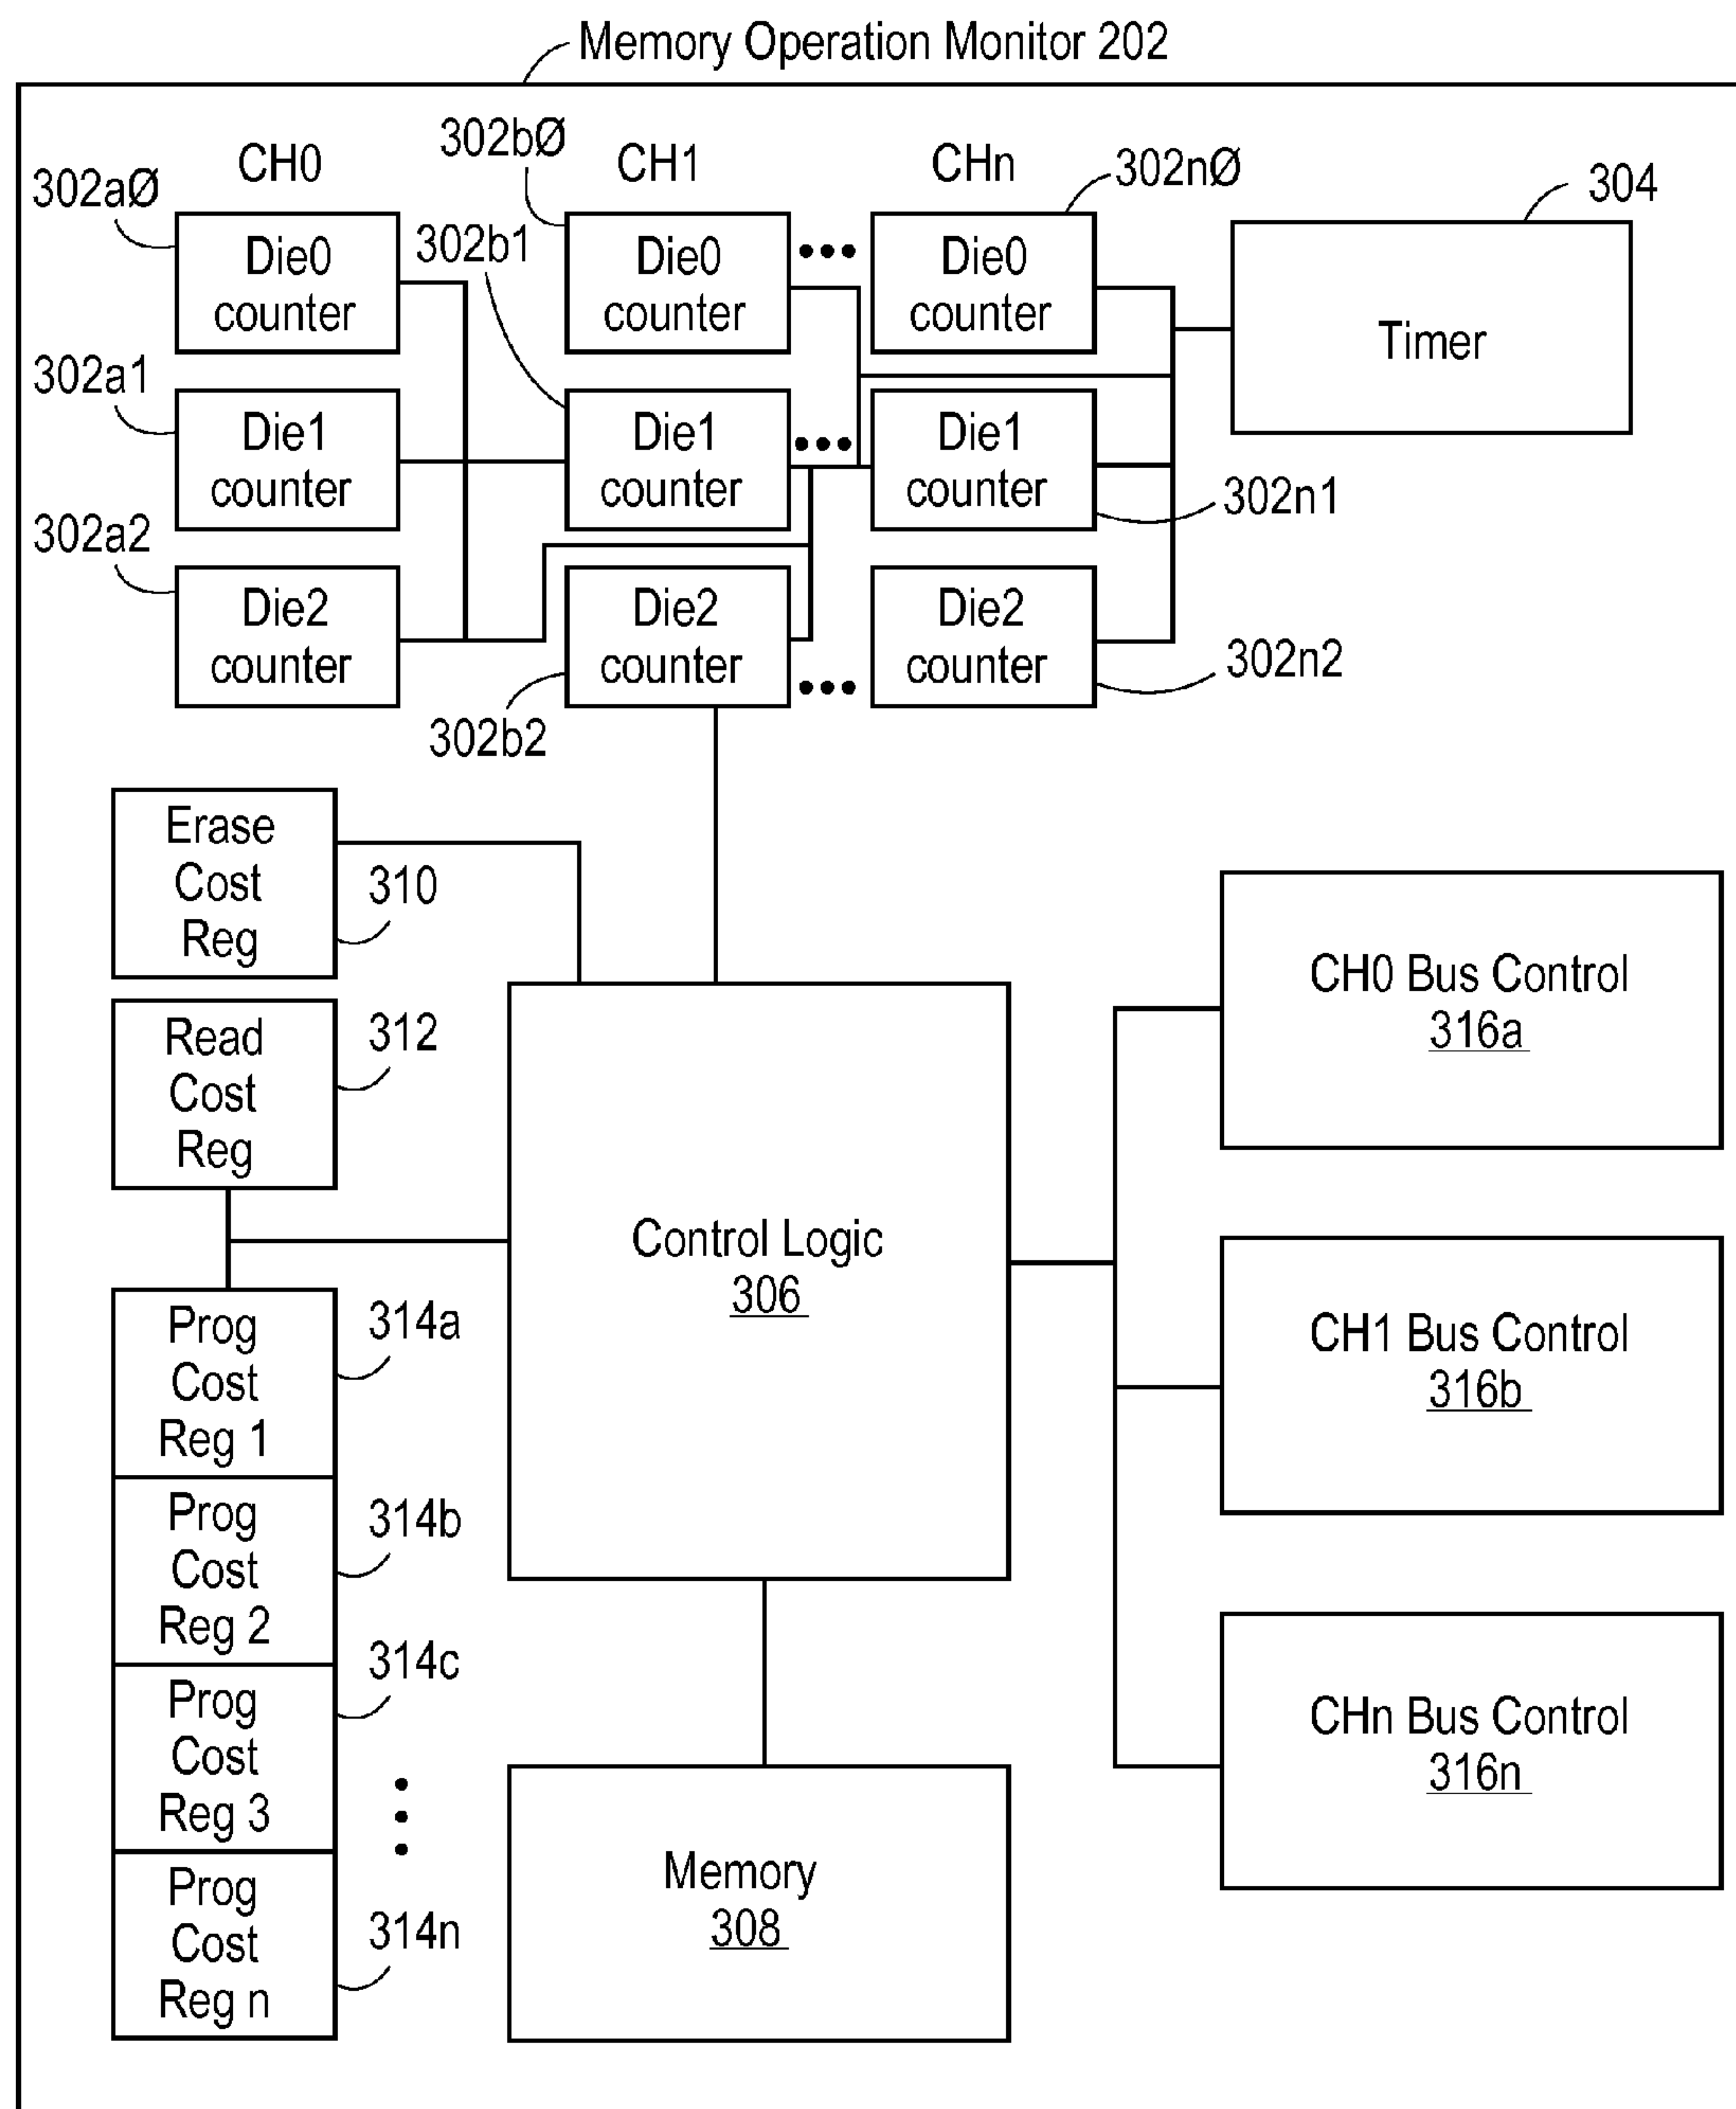 Memory Operation Monitor 202
CH0
302bØ
CH1
CHn
302nØ
304
302aØ
Die0
counter
302b1
Die0
counter
Die0
counter
Timer
302a1
Die1
counter
Die1
counter
Die1
counter
302n1
302a2
Die2
counter
Die2
counter
Die2
counter
302n2
302b2
Erase
Cost
Reg
310
Read
Cost
Reg
312
Prog
Cost
Reg 1
314a
Prog
Cost
Reg 2
314b
Prog
Cost
Reg 3
314c
Prog
Cost
Reg n
314n
Control Logic
306
Memory
308
CH0 Bus Control
316a
CH1 Bus Control
316b
CHn Bus Control
316n